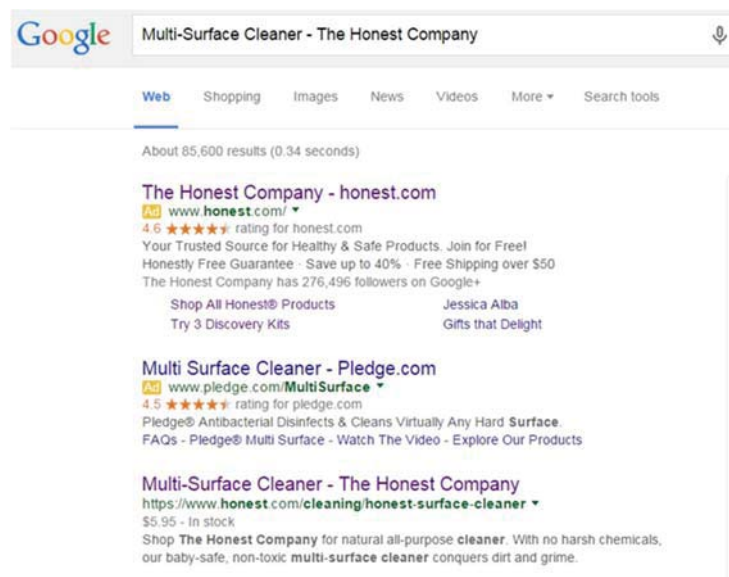 Google
Multi-Surface Cleaner - The Honest Company
Web Shopping Images News Videos More Search tools
About 85,600 results (0.34 seconds)
The Honest Company - honest.com
Ad www.honest.com/
4.6 rating for honest.com
Your Trusted Source for Healthy & Safe Products. Join for Free!
Honestly Free Guarantee · Save up to 40% · Free Shipping over $50
The Honest Company has 276,496 followers on Google+
Shop All Honest® Products Jessica Alba
Try 3 Discovery Kits Gifts that Delight
Multi Surface Cleaner - Pledge.com
Ad www.pledge.com/MultiSurface
4.5 rating for pledge.com
Pledge® Antibacterial Disinfects & Cleans Virtually Any Hard Surface.
FAQs - Pledge® Multi Surface - Watch The Video - Explore Our Products
Multi-Surface Cleaner - The Honest Company
https://www.honest.com/cleaning/honest-surface-cleaner
$5.95 - In stock
Shop The Honest Company for natural all-purpose cleaner. With no harsh chemicals,
our baby-safe, non-toxic multi-surface cleaner conquers dirt and grime.